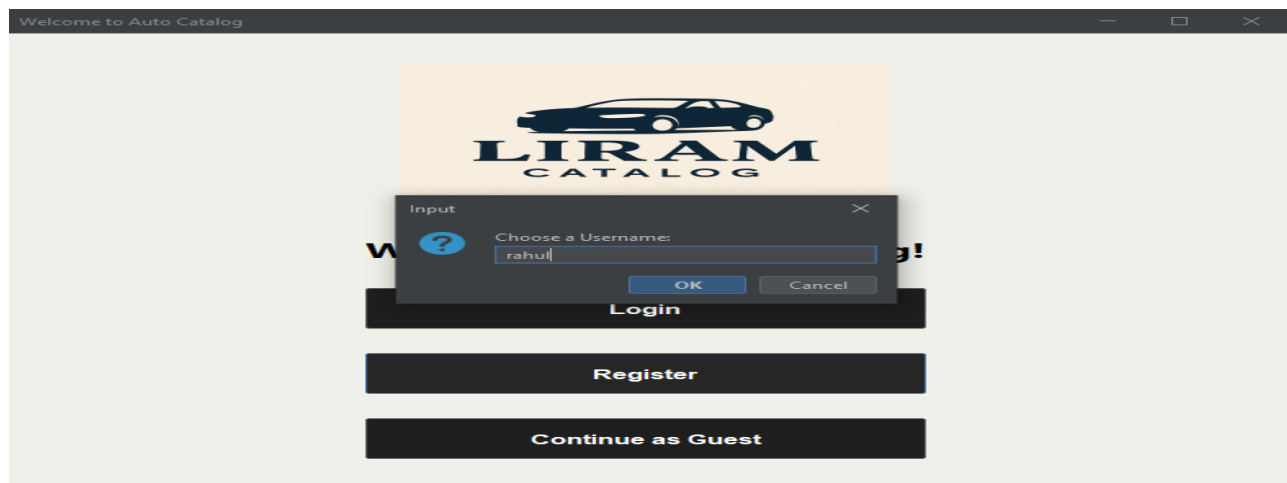 Welcome to Auto Catalog
LIRAM
CATALOG
Input
Choose a Username:
rahul
OK Cancel
Login
Register
Continue as Guest